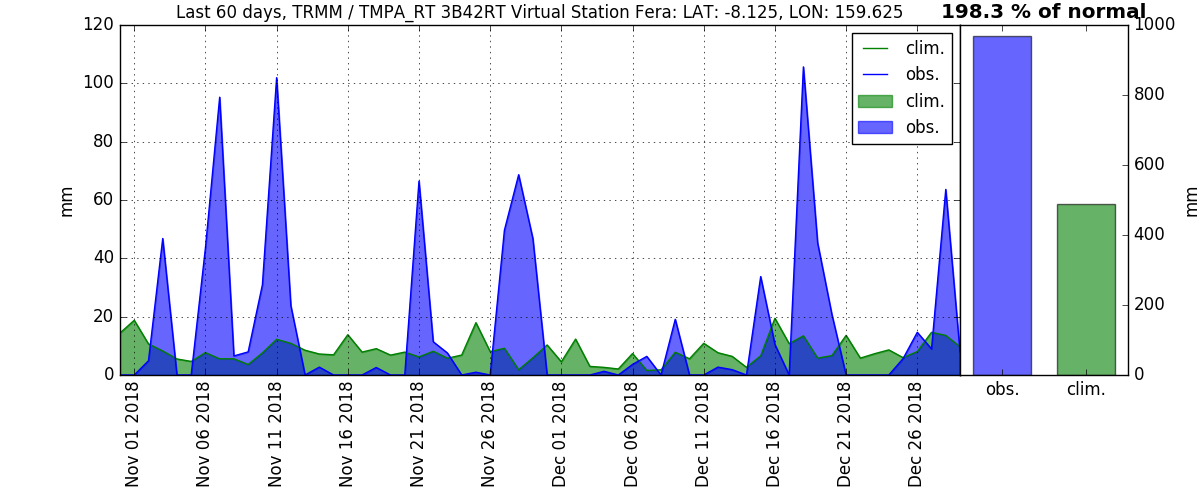 Last 60 days, TRMM / TMPA_RT 3B42RT Virtual Station Fera: LAT: -8.125, LON: 159.625
198.3 % of normal
120
100
80
60
40
20
0
mm
clim.
obs.
clim.
obs.
1000
800
600
400
200
0
mm
Nov 01 2018
Nov 06 2018
Nov 11 2018
Nov 16 2018
Nov 21 2018
Nov 26 2018
Dec 01 2018
Dec 06 2018
Dec 11 2018
Dec 16 2018
Dec 21 2018
Dec 26 2018
obs.
clim.